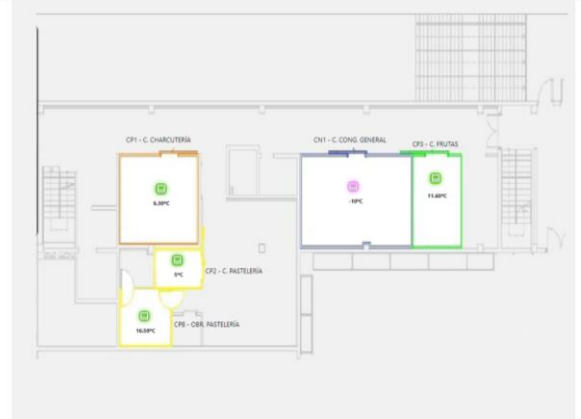 CP1 - C. CHARCUTERÍA
CN1 - C. CONG. GENERAL
CP3 - C. FRUTAS
6.30ºC
-10ºC
11.60ºC
5ºC
CP2 - C. PASTELERÍA
16.50ºC
CP8 - OBR. PASTELERÍA